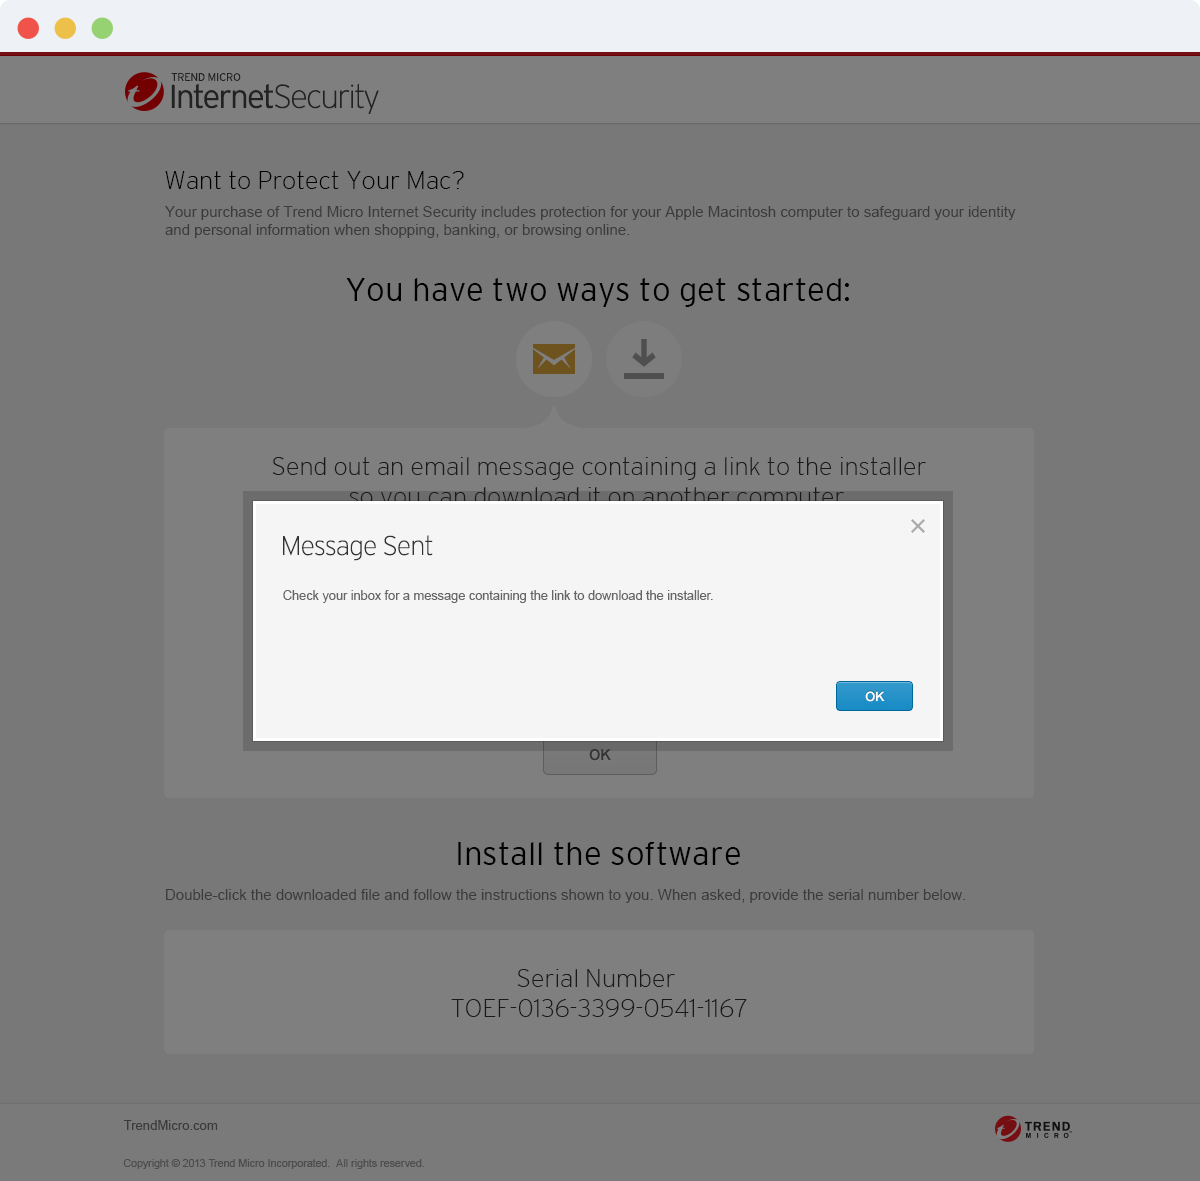 TREND MICRO
InternetSecurity
Want to Protect Your Mac?
Your purchase of Trend Micro Internet Security includes protection for your Apple Macintosh computer to safeguard your identity
and personal information when shopping, banking, or browsing online.
You have two ways to get started:
Send out an email message containing a link to the installer
so you can download it on another computer
Message Sent
Check your inbox for a message containing the link to download the installer.
OK
OK
Install the software
Double-click the downloaded file and follow the instructions shown to you. When asked, provide the serial number below.
Serial Number
TOEF-0136-3399-0541-1167
TrendMicro.com
TREND
MICRO
Copyright © 2013 Trend Micro Incorporated. All rights reserved.